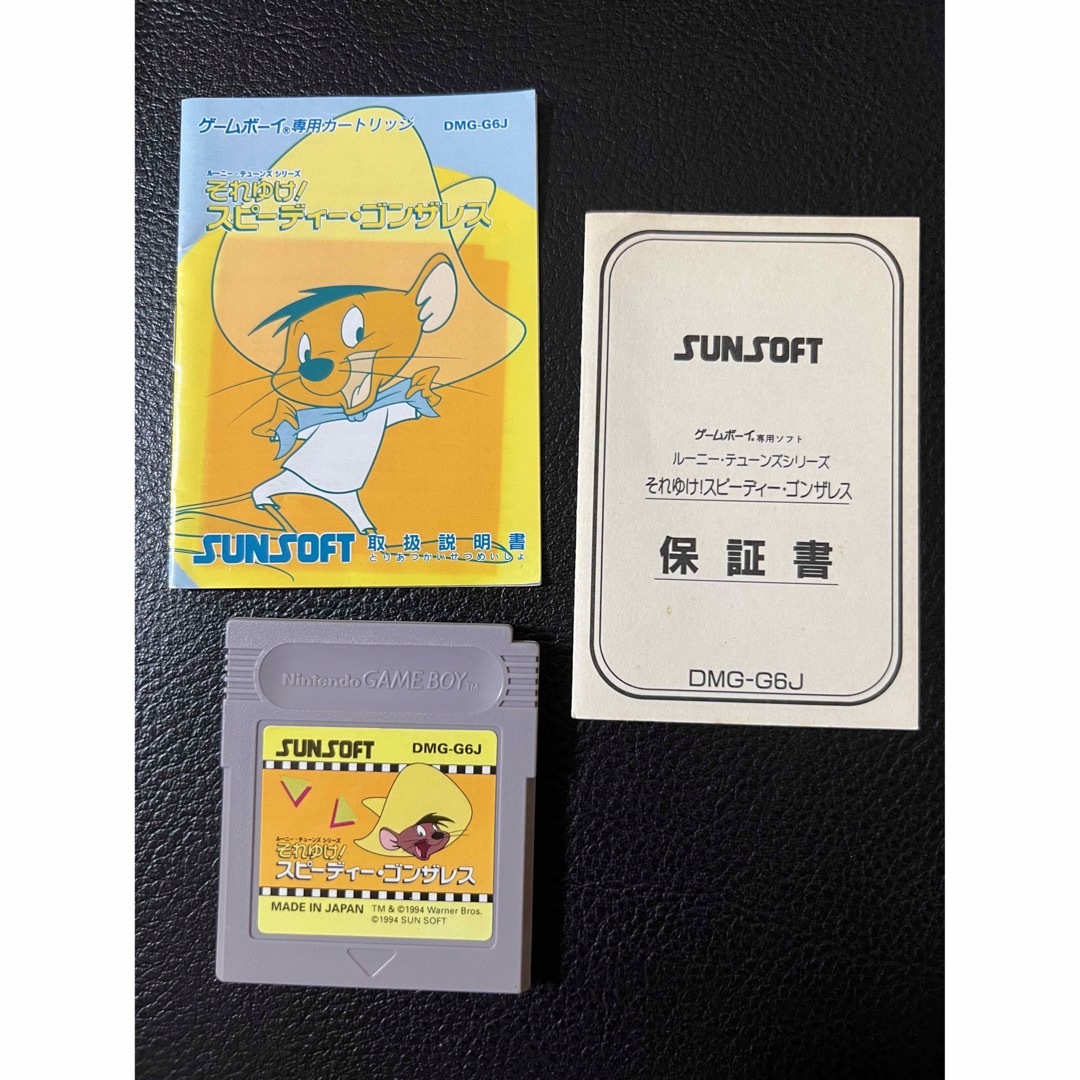 ゲームボーイ®専用カートリッジ DMG-G6J
ルーニー・テューンズ シリーズ
それゆけ!
スピーディー・ゴンザレス
SUNSOFT 取扱説明書
とりあつかいせつめいしょ
SUNSOFT
ゲームボーイ®専用ソフト
ルーニー・テューンズシリーズ
それゆけ!スピーディー・ゴンザレス
保証書
DMG-G6J
Nintendo GAME BOY™
SUNSOFT DMG-G6J
ルーニー・テューンズ シリーズ
それゆけ!
スピーディー・ゴンザレス
MADE IN JAPAN TM & ©1994 Warner Bros.
©1994 SUN SOFT